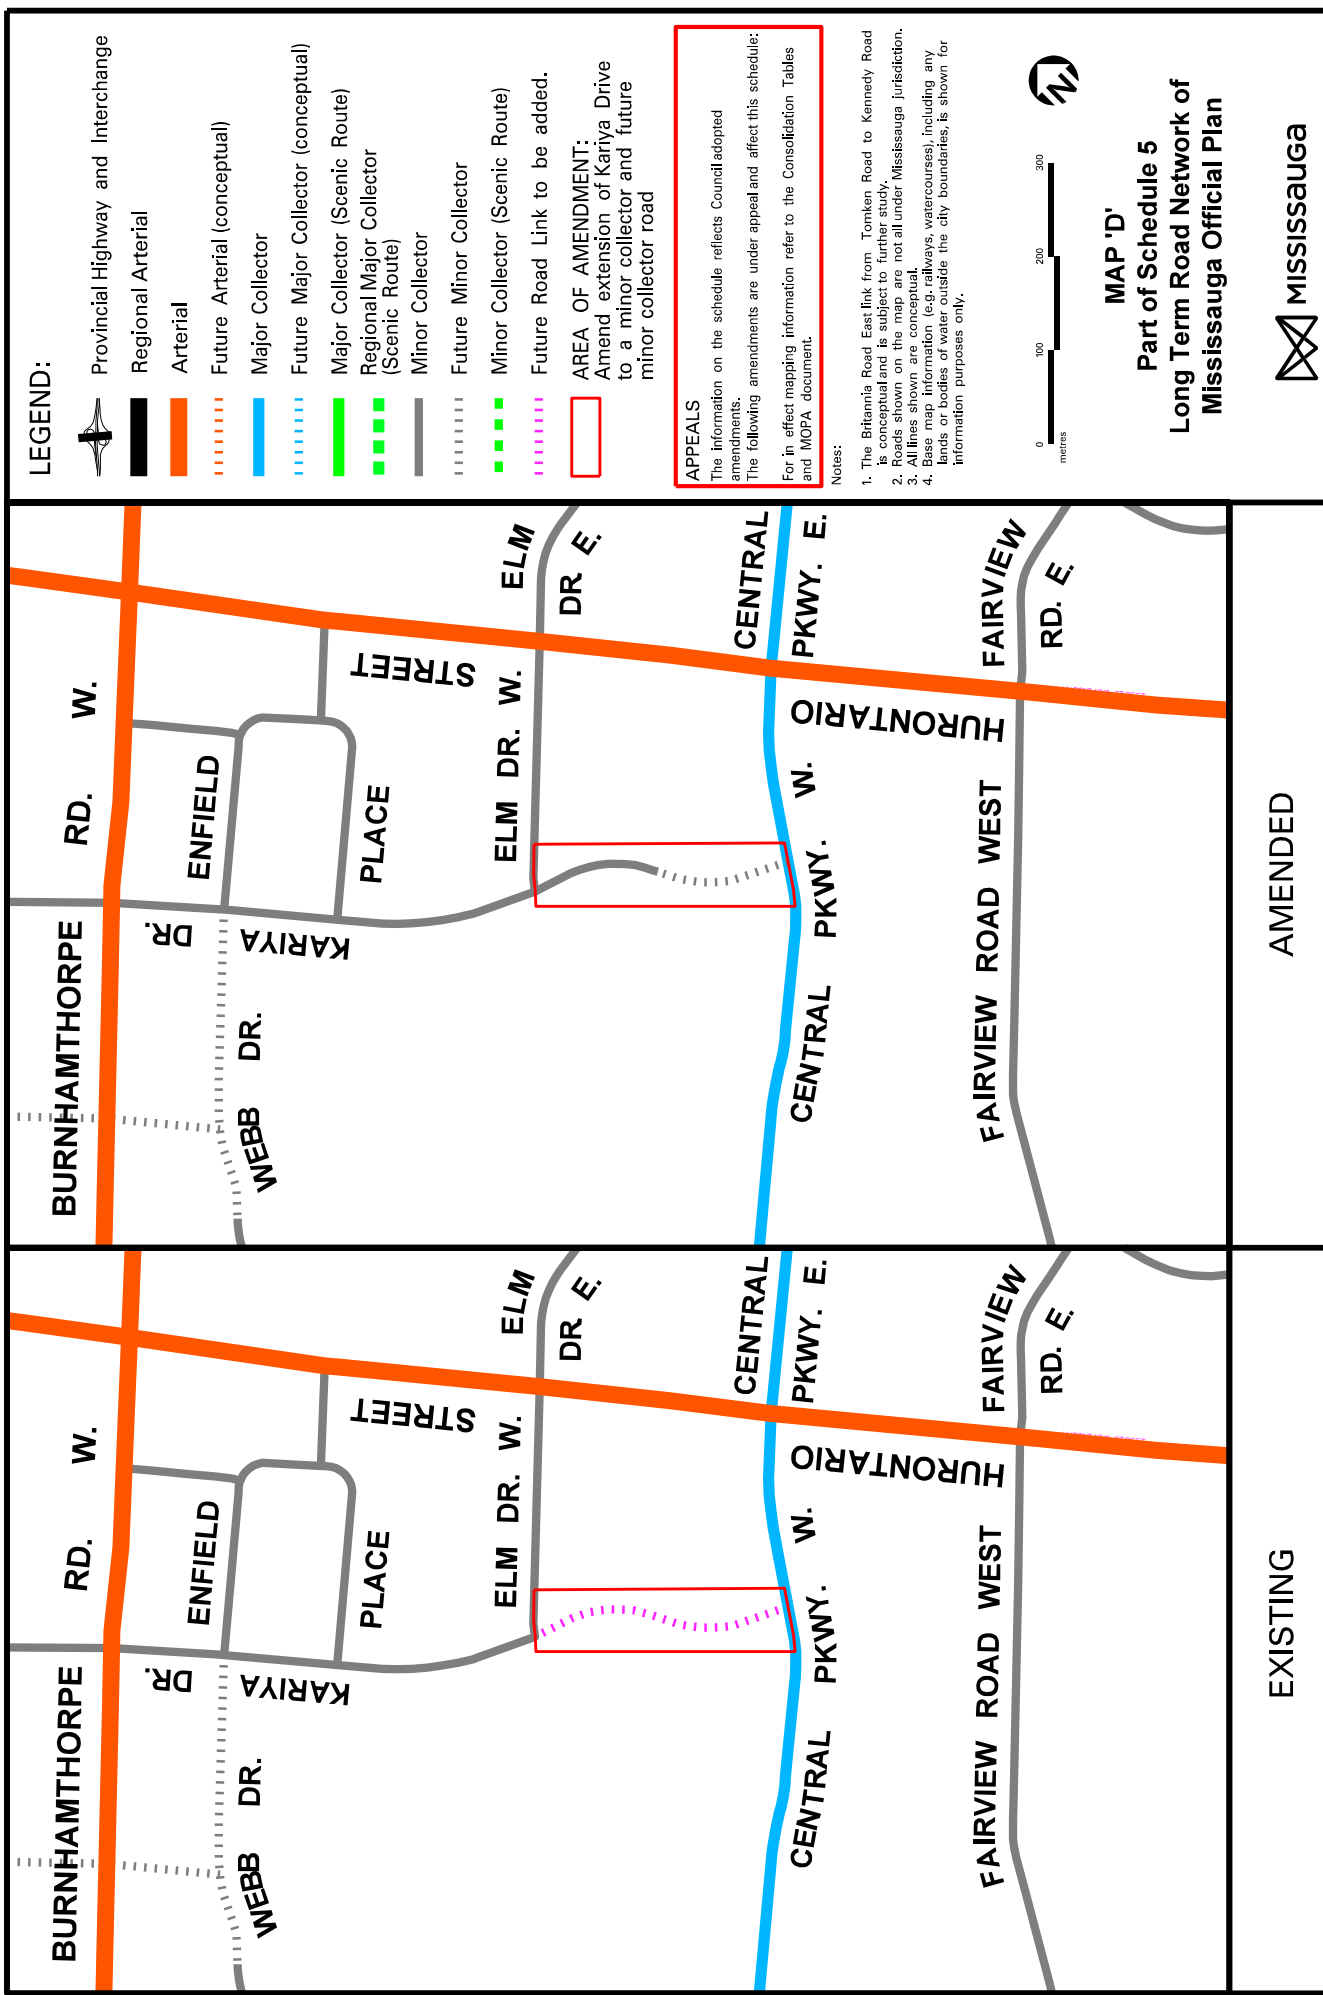 BURNHAMTHORPE RD. W.
WEBB DR.
KARIYA DR.
ENFIELD
PLACE
STREET
ELM DR. W.
ELM
DR E.
CENTRAL PKWY. W.
CENTRAL
PKWY. E.
HURONTARIO
FAIRVIEW ROAD WEST
FAIRVIEW
RD. E.
EXISTING
BURNHAMTHORPE RD. W.
WEBB DR.
KARIYA DR.
ENFIELD
PLACE
STREET
ELM DR. W.
ELM
DR E.
CENTRAL PKWY. W.
CENTRAL
PKWY. E.
HURONTARIO
FAIRVIEW ROAD WEST
FAIRVIEW
RD. E.
AMENDED
LEGEND:
Provincial Highway and Interchange
Regional Arterial
Arterial
Future Arterial (conceptual)
Major Collector
Future Major Collector (conceptual)
Major Collector (Scenic Route)
Regional Major Collector
(Scenic Route)
Minor Collector
Future Minor Collector
Minor Collector (Scenic Route)
Future Road Link to be added.
AREA OF AMENDMENT:
Amend extension of Kariya Drive
to a minor collector and future
minor collector road
APPEALS
The information on the schedule reflects Council adopted
amendments.
The following amendments are under appeal and affect this schedule:
For in effect mapping information refer to the Consolidation Tables
and MOPA document.
Notes:
1. The Britannia Road East link from Tomken Road to Kennedy Road
is conceptual and is subject to further study.
2. Roads shown on the map are not all under Mississauga jurisdiction.
3. All lines shown are conceptual.
4. Base map information (e.g. railways, watercourses), including any
lands or bodies of water outside the city boundaries, is shown for
information purposes only.
N
0 100 200 300
metres
MAP 'D'
Part of Schedule 5
Long Term Road Network of
Mississauga Official Plan
MISSISSAUGA